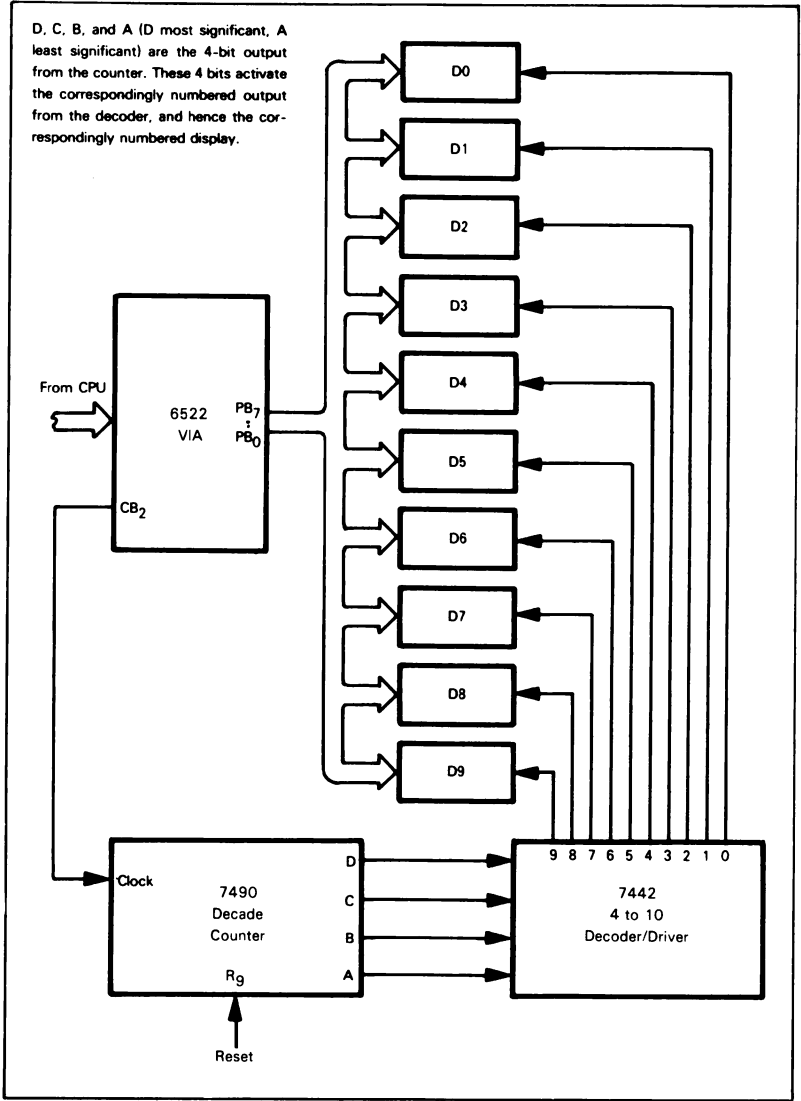 D, C, B, and A (D most significant, A
least significant) are the 4-bit output
from the counter. These 4 bits activate
the correspondingly numbered output
from the decoder, and hence the cor-
respondingly numbered display.
D0
D1
D2
D3
D4
D5
D6
D7
D8
D9
From CPU
6522
VIA
PB7
:
PB0
CB2
9 8 7 6 5 4 3 2 1 0
Clock
7490
Decade
Counter
R9
D
C
B
A
7442
4 to 10
Decoder/Driver
Reset